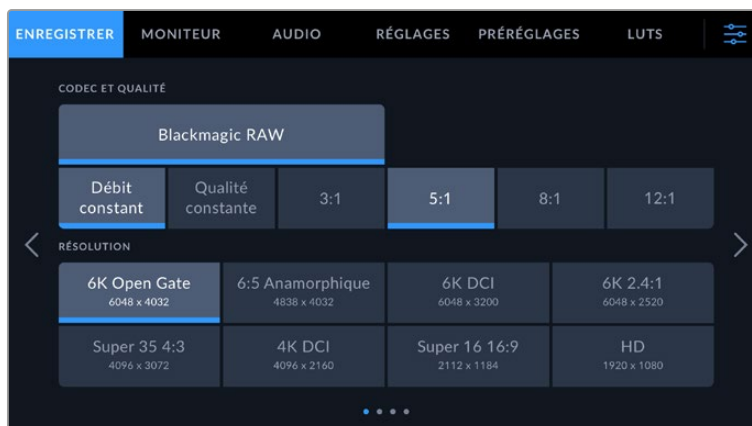 ENREGISTRER MONITEUR AUDIO RÉGLAGES PRÉRÉGLAGES LUTS
CODEC ET QUALITÉ
Blackmagic RAW
Débit constant Qualité constante 3:1 5:1 8:1 12:1
RÉSOLUTION
6K Open Gate 6:5 Anamorphique 6K DCI 6K 2.4:1
6048 x 4032 4838 x 4032 6048 x 3200 6048 x 2520
Super 35 4:3 4K DCI Super 16 16:9 HD
4096 x 3072 4096 x 2160 2112 x 1184 1920 x 1080